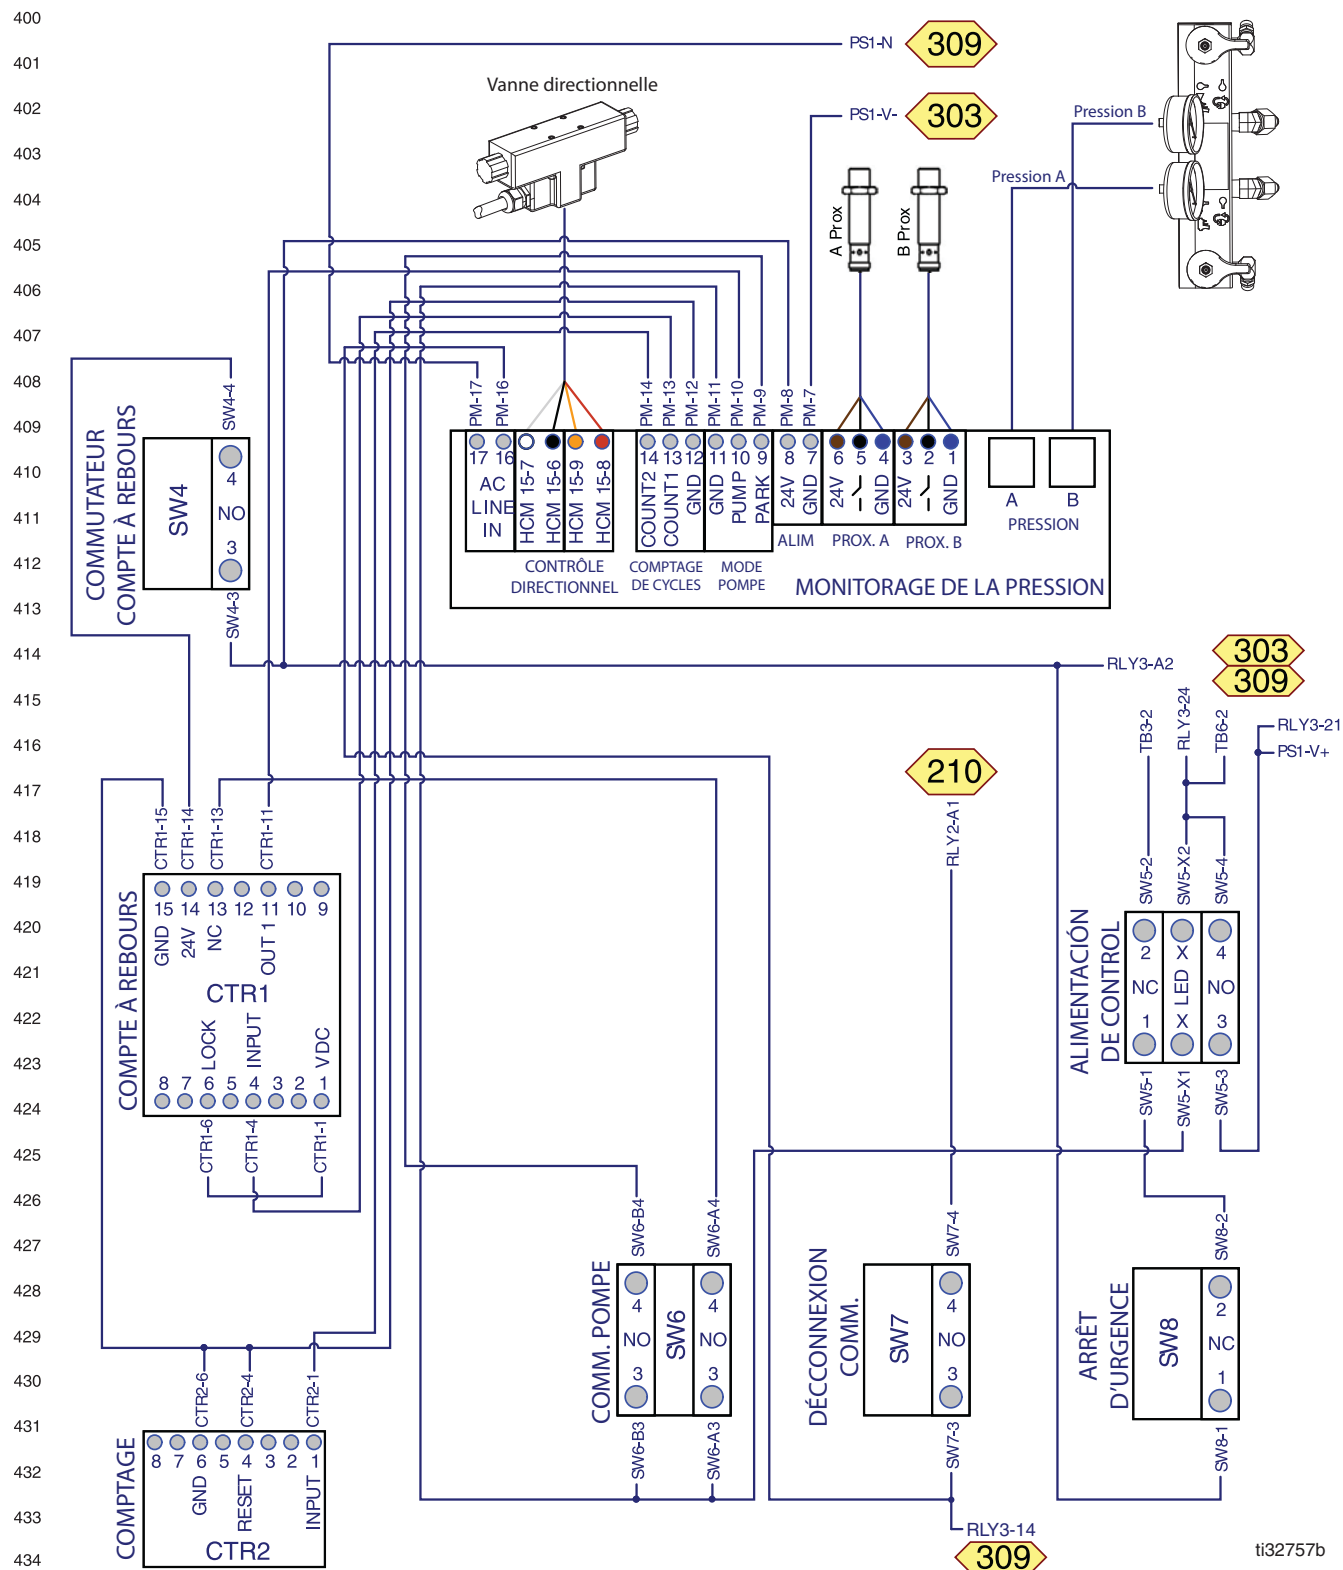 400
401
402
403
404
405
406
407
408
409
410
411
412
413
414
415
416
417
418
419
420
421
422
423
424
425
426
427
428
429
430
431
432
433
434
PS1-N
309
Vanne directionnelle
PS1-V-
303
Pression B
Pression A
A Prox
B Prox
SW4-4
PM-17
PM-16
PM-14
PM-13
PM-12
PM-11
PM-10
PM-9
PM-8
PM-7
17
16
AC
LINE
IN
HCM 15-7
HCM 15-6
HCM 15-9
HCM 15-8
14
COUNT2
13
COUNT1
12
GND
11
GND
10
PUMP
9
PARK
8
24V
7
GND
6
24V
5
4
GND
3
24V
2
1
GND
A
B
PRESSION
ALIM
PROX. A
PROX. B
CONTRÔLE
DIRECTIONNEL
COMPTAGE
DE CYCLES
MODE
POMPE
MONITORAGE DE LA PRESSION
COMMUTATEUR
COMPTE À REBOURS
SW4
4
NO
3
SW4-3
RLY3-A2
303
309
TB3-2
RLY3-24
TB6-2
RLY3-21
PS1-V+
210
RLY2-A1
CTR1-15
CTR1-14
CTR1-13
CTR1-11
COMPTE À REBOURS
15
14
13
12
11
10
9
GND
24V
NC
OUT 1
CTR1
LOCK
INPUT
VDC
8
7
6
5
4
3
2
1
CTR1-6
CTR1-4
CTR1-1
SW5-2
SW5-X2
SW5-4
ALIMENTACIÓN
DE CONTROL
2
NC
1
X
LED
X
4
NO
3
SW5-1
SW5-X1
SW5-3
SW6-B4
SW6-A4
COMM. POMPE
4
NO
3
SW6
4
NO
3
SW6-B3
SW6-A3
SW7-4
DÉCCONNEXION
COMM.
SW7
4
NO
3
SW7-3
RLY3-14
309
SW8-2
ARRÊT
D'URGENCE
SW8
2
NC
1
SW8-1
CTR2-6
CTR2-4
CTR2-1
COMPTAGE
8
7
6
5
4
3
2
1
GND
RESET
INPUT
CTR2
ti32757b